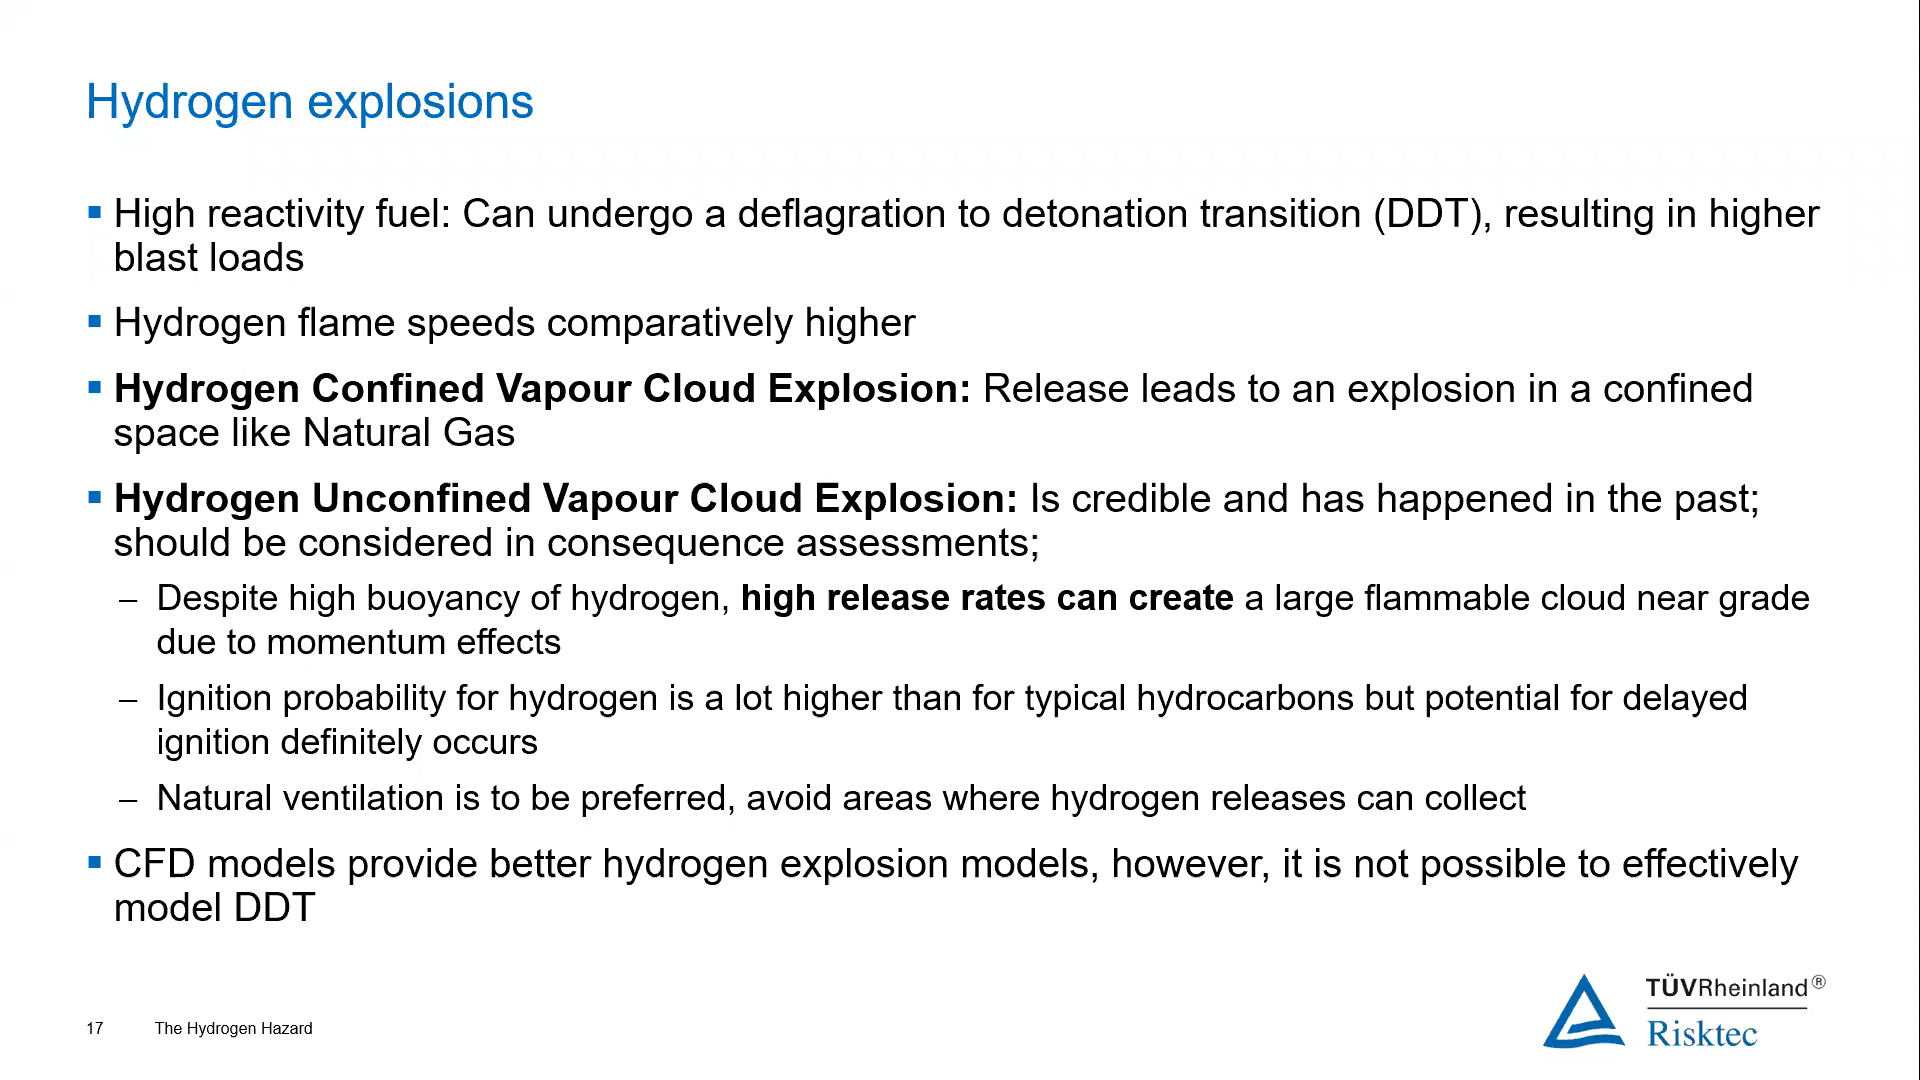 Hydrogen explosions
▪ High reactivity fuel: Can undergo a deflagration to detonation transition (DDT), resulting in higher
blast loads
▪ Hydrogen flame speeds comparatively higher
▪ Hydrogen Confined Vapour Cloud Explosion: Release leads to an explosion in a confined
space like Natural Gas
▪ Hydrogen Unconfined Vapour Cloud Explosion: Is credible and has happened in the past;
should be considered in consequence assessments;
– Despite high buoyancy of hydrogen, high release rates can create a large flammable cloud near grade
due to momentum effects
– Ignition probability for hydrogen is a lot higher than for typical hydrocarbons but potential for delayed
ignition definitely occurs
– Natural ventilation is to be preferred, avoid areas where hydrogen releases can collect
▪ CFD models provide better hydrogen explosion models, however, it is not possible to effectively
model DDT
17 The Hydrogen Hazard
TÜVRheinland®
Risktec